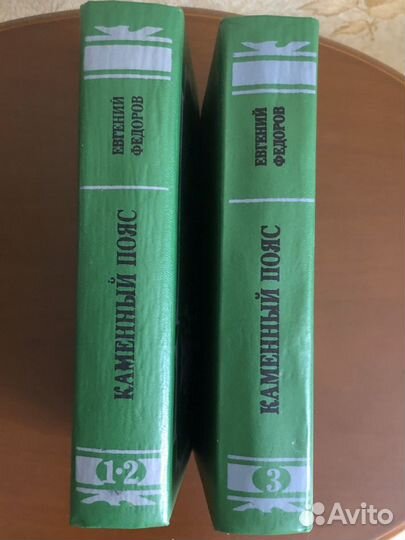 ЕВГЕНИЙ
ФЕДОРОВ
КАМЕННЫЙ ПОЯС
1·2
ЕВГЕНИЙ
ФЕДОРОВ
КАМЕННЫЙ ПОЯС
3
Avito